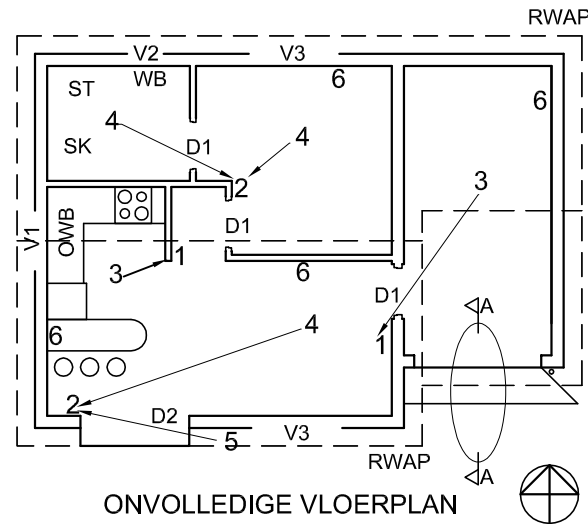 RWAP
V2 V3
WB
ST 6
6
4 D1 4
SK
2 3
V1 OWB D1
1
3 6
D1
A
4 1
6
2
D2
5 V3
RWAP
A
ONVOLLEDIGE VLOERPLAN